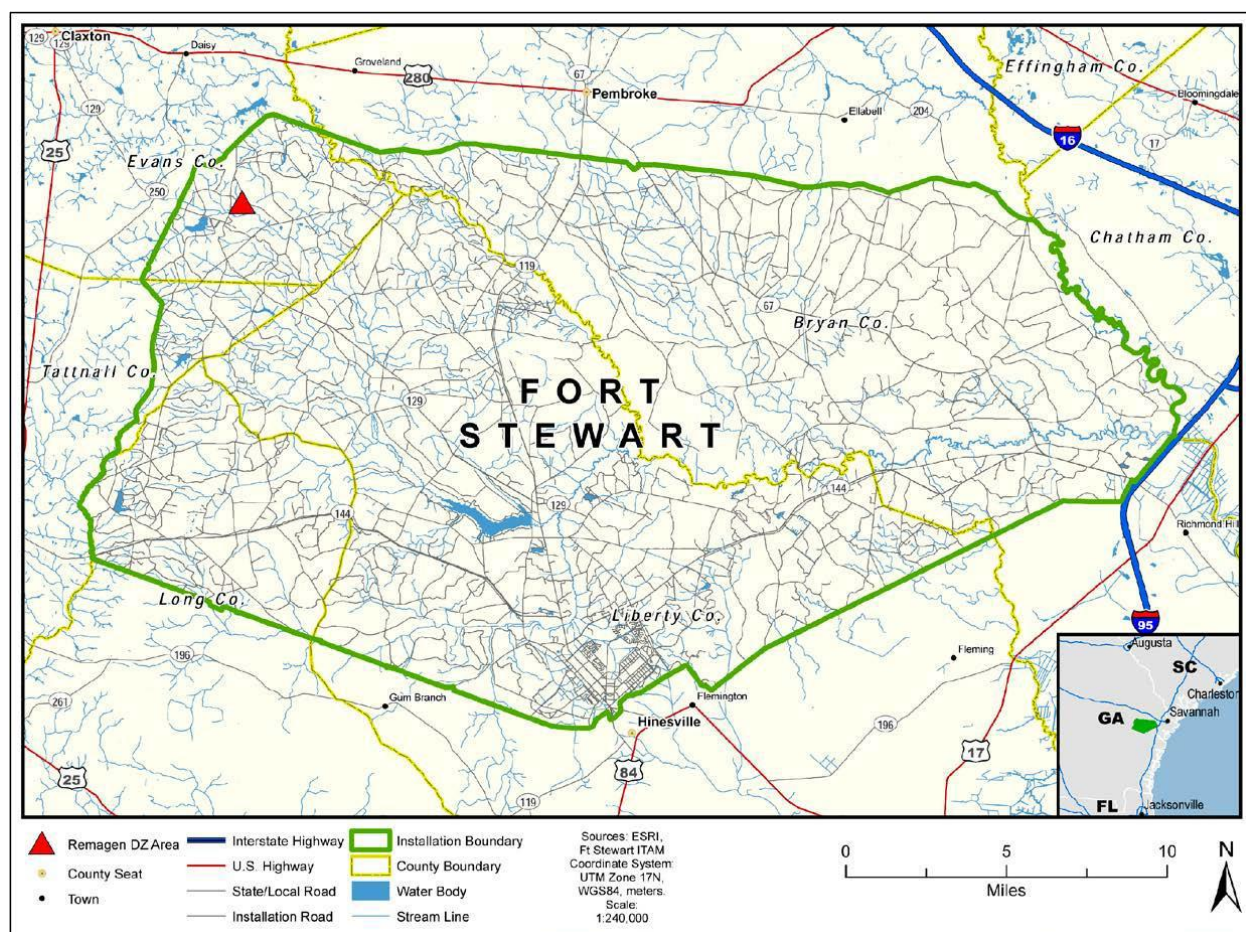 129
Claxton
129
Daisy
Groveland
67
Effingham Co.
280
Pembroke
Bloomingdale
129
Ellabell
204
16
17
25
Evans Co.
250
Chatham Co.
119
67
Bryan Co.
Tattnall Co.
FORT
STEWART
129
144
129
144
Richmond Hill
Long Co.
Liberty Co.
95
196
Fleming
261
Gum Branch
Flemington
Hinesville
196
25
84
17
119
Augusta
SC
Charleston
GA
Savannah
FL
Jacksonville
Remagen DZ Area
County Seat
Town
Interstate Highway
U.S. Highway
State/Local Road
Installation Road
Installation Boundary
County Boundary
Water Body
Stream Line
Sources: ESRI,
Ft Stewart ITAM
Coordinate System:
UTM Zone 17N,
WGS84, meters.
Scale:
1:240,000
0 5 10
Miles
N